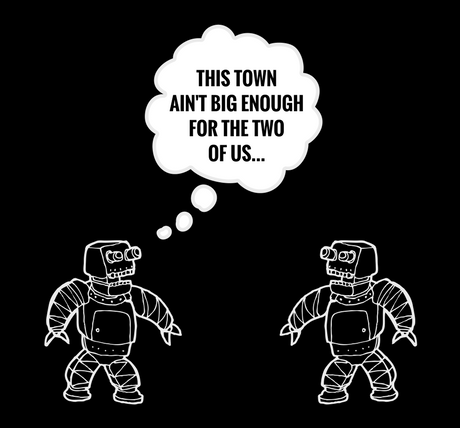 THIS TOWN
AIN'T BIG ENOUGH
FOR THE TWO
OF US...